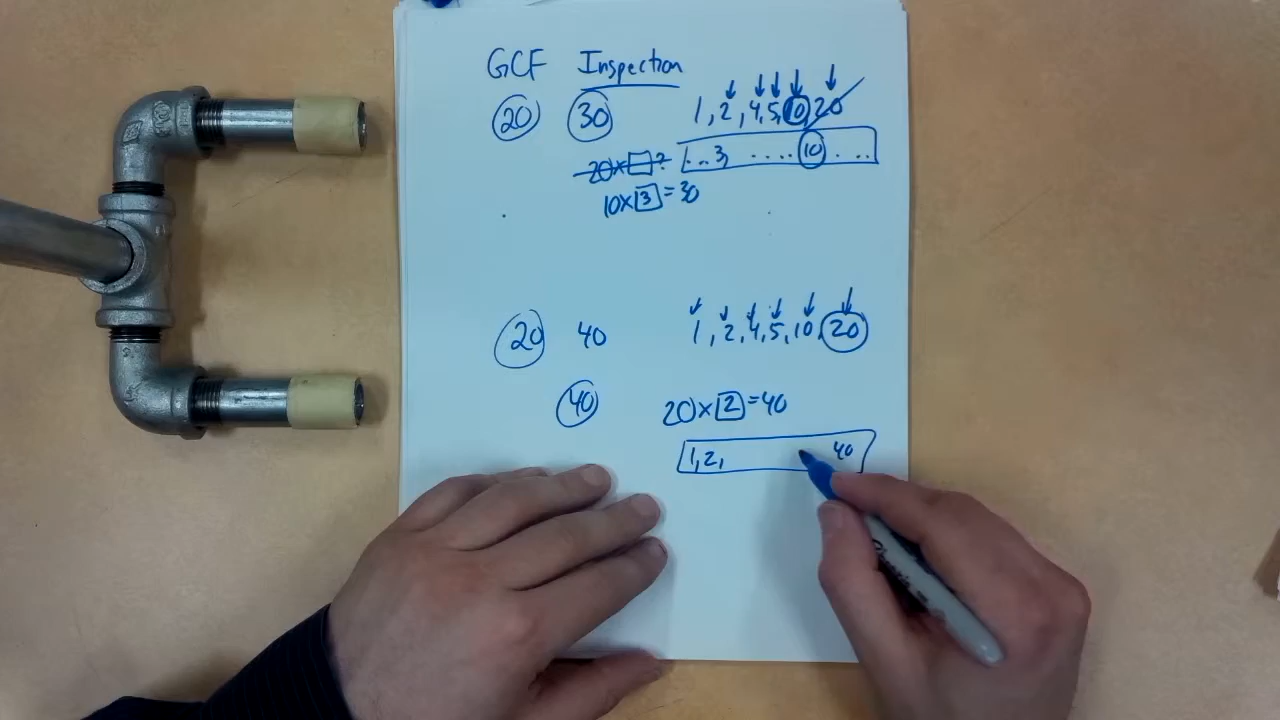 GCF Inspection
20 30 1, 2, 4, 5, 10, 20
20 x □ ? ... 3, .... 10 ....
10 x 3 = 30
20 40 1, 2, 4, 5, 10, 20
40 20 x 2 = 40
1, 2, 40